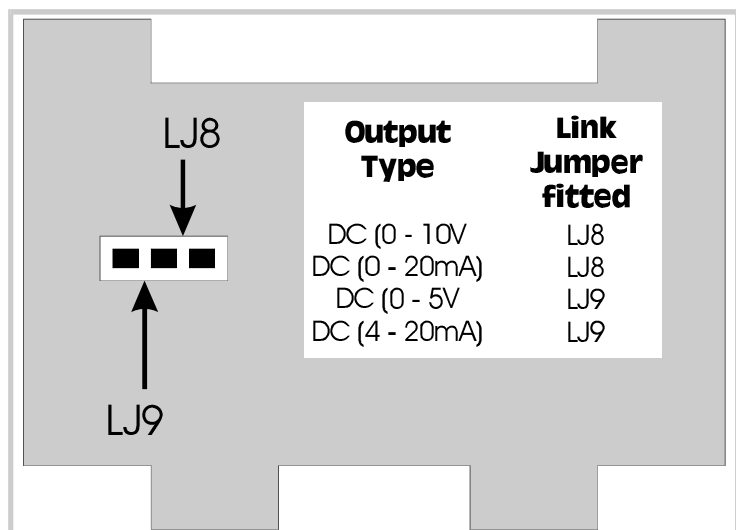 LJ8
LJ9
Output Type
Link Jumper fitted
DC (0 - 10V LJ8
DC (0 - 20mA) LJ8
DC (0 - 5V LJ9
DC (4 - 20mA) LJ9